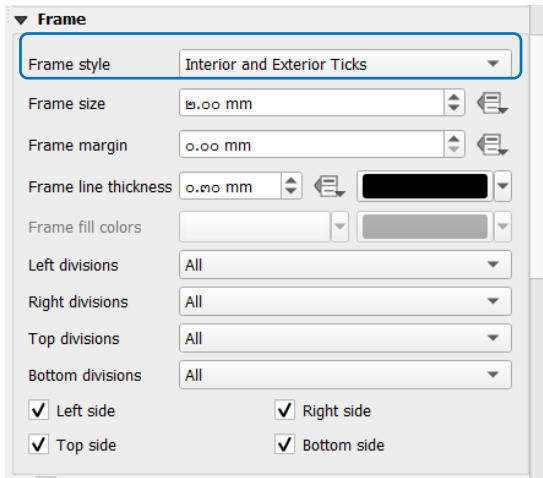 Frame
Frame style Interior and Exterior Ticks
Frame size ๒.๐๐ mm
Frame margin ๐.๐๐ mm
Frame line thickness ๐.๓๐ mm
Frame fill colors
Left divisions All
Right divisions All
Top divisions All
Bottom divisions All
Left side Right side
Top side Bottom side